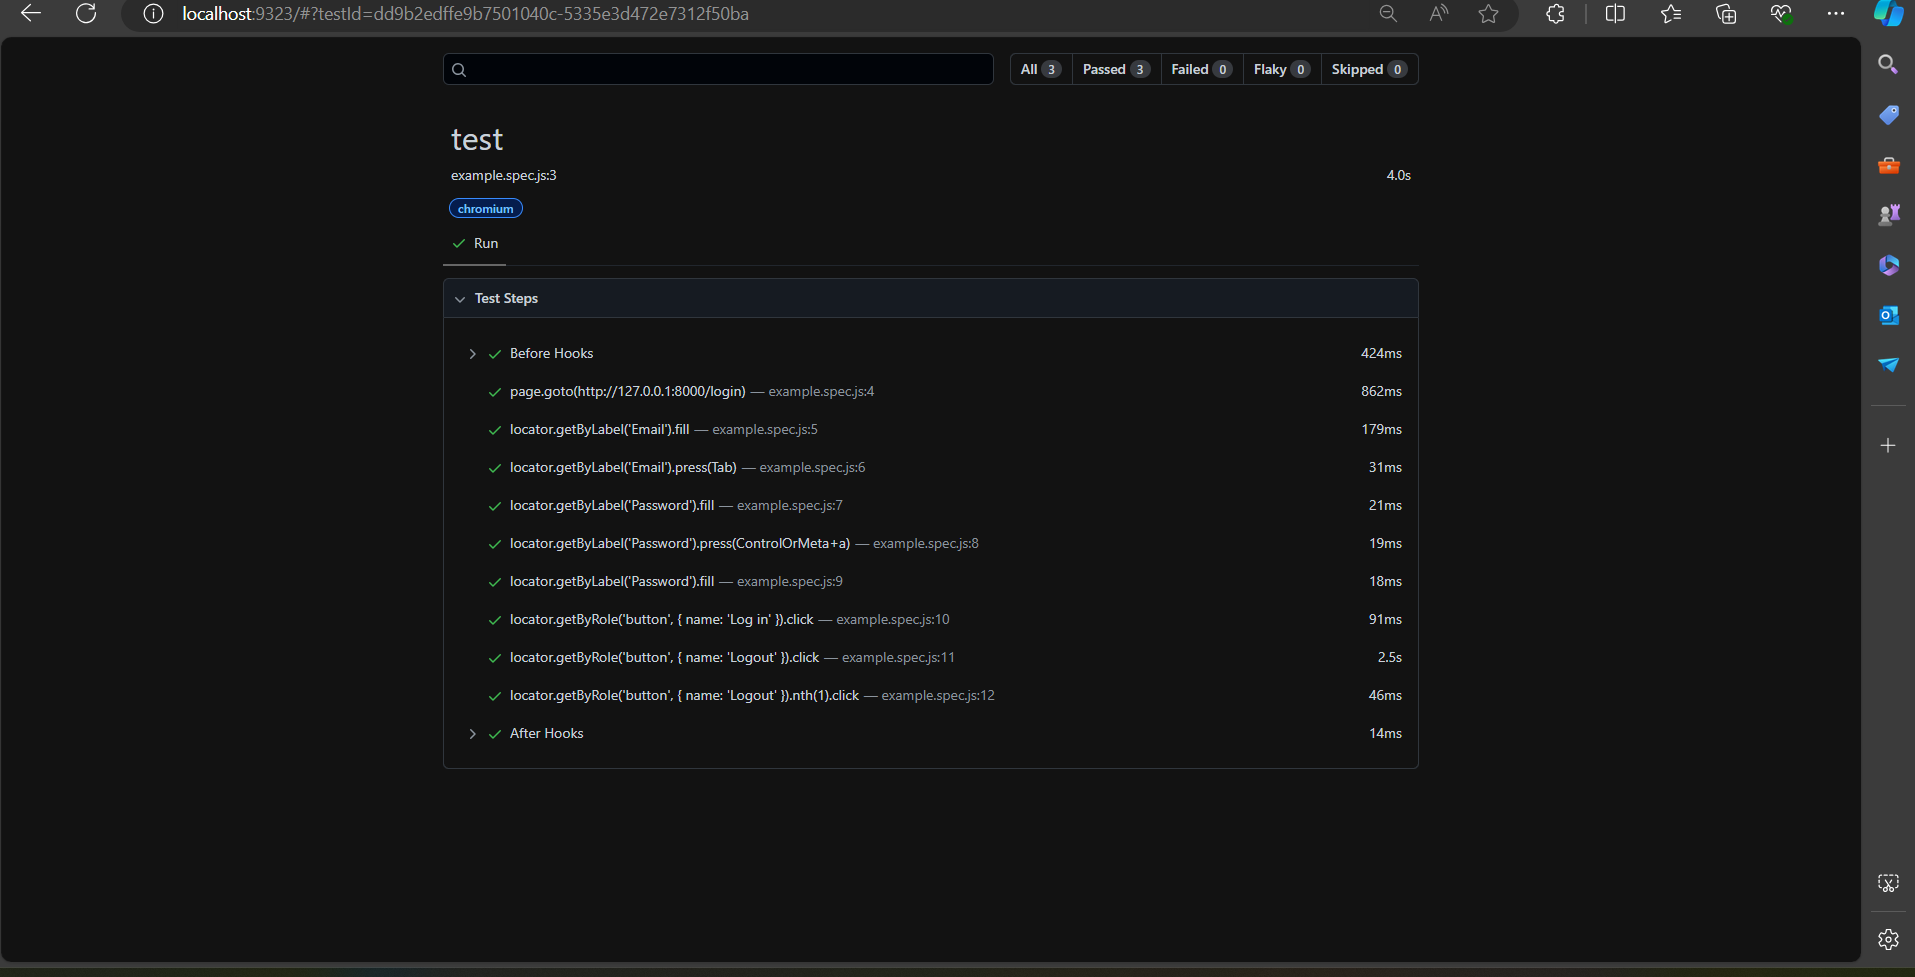 localhost:9323/#?testId=dd9b2edffe9b7501040c-5335e3d472e7312f50ba
All 3 Passed 3 Failed 0 Flaky 0 Skipped 0
test
example.spec.js:3 4.0s
chromium
Run
Test Steps
Before Hooks 424ms
page.goto(http://127.0.0.1:8000/login) — example.spec.js:4 862ms
locator.getByLabel('Email').fill — example.spec.js:5 179ms
locator.getByLabel('Email').press(Tab) — example.spec.js:6 31ms
locator.getByLabel('Password').fill — example.spec.js:7 21ms
locator.getByLabel('Password').press(ControlOrMeta+a) — example.spec.js:8 19ms
locator.getByLabel('Password').fill — example.spec.js:9 18ms
locator.getByRole('button', { name: 'Log in' }).click — example.spec.js:10 91ms
locator.getByRole('button', { name: 'Logout' }).click — example.spec.js:11 2.5s
locator.getByRole('button', { name: 'Logout' }).nth(1).click — example.spec.js:12 46ms
After Hooks 14ms